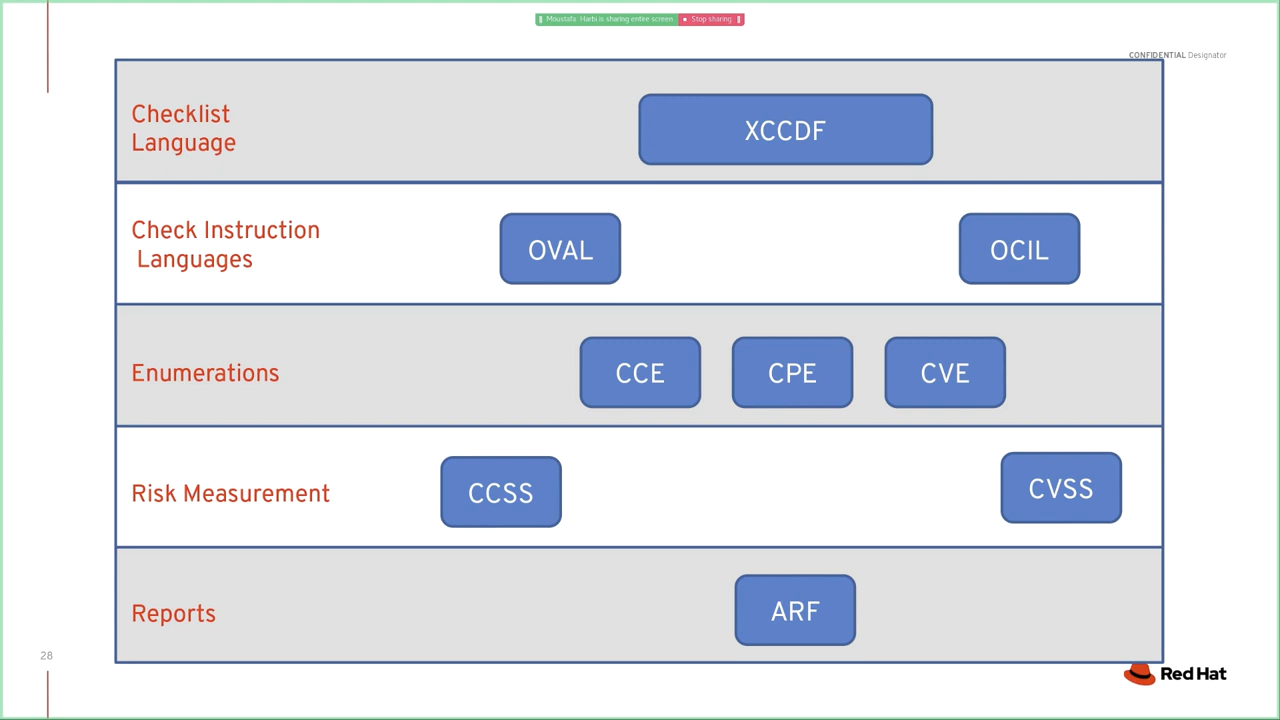 Moustafa Harbi is sharing entire screen
Stop sharing
CONFIDENTIAL Designator
Checklist
Language
XCCDF
Check Instruction
Languages
OVAL
OCIL
Enumerations
CCE
CPE
CVE
Risk Measurement
CCSS
CVSS
Reports
ARF
28
Red Hat